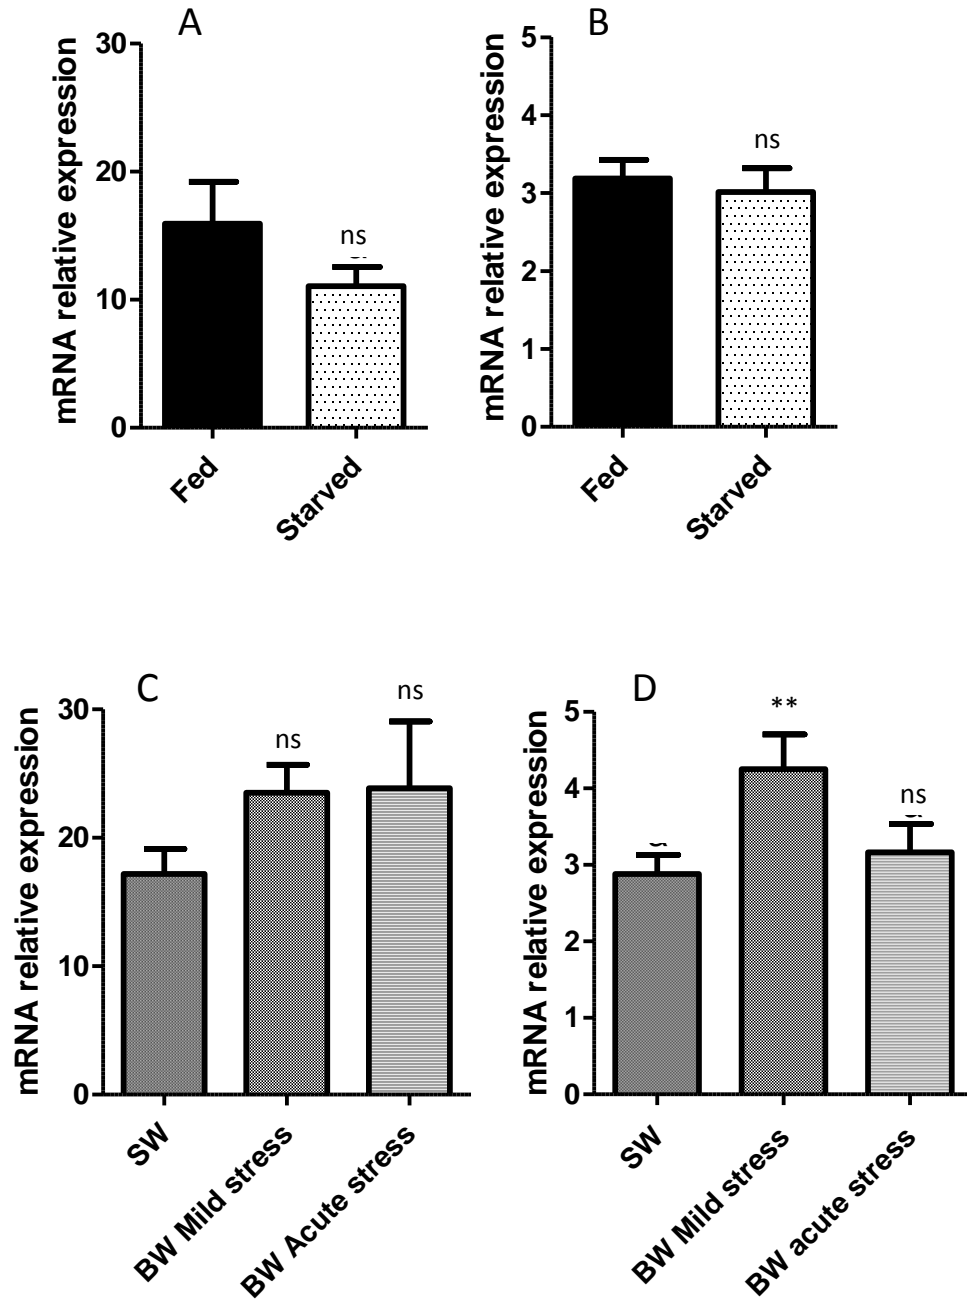 A
mRNA relative expression
30
20
10
0
ns
Fed
Starved
B
mRNA relative expression
5
4
3
2
1
0
ns
Fed
Starved
C
mRNA relative expression
30
20
10
0
ns
ns
SW
BW Mild stress
BW Acute stress
D
mRNA relative expression
5
4
3
2
1
0
**
ns
SW
BW Mild stress
BW acute stress